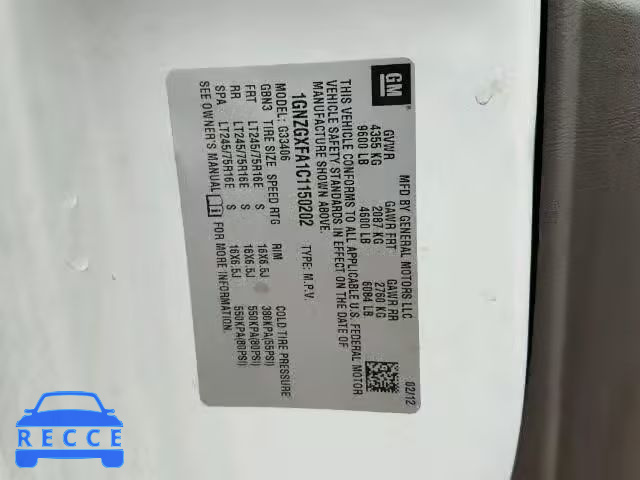 GM
MFD BY GENERAL MOTORS LLC
02/12
GVWR GAWR FRT GAWR RR
4355 KG 2087 KG 2760 KG
9600 LB 4600 LB 6084 LB
THIS VEHICLE CONFORMS TO ALL APPLICABLE U.S. FEDERAL MOTOR
VEHICLE SAFETY STANDARDS IN EFFECT ON THE DATE OF
MANUFACTURE SHOWN ABOVE.
1GNZGXFA1C1150202 TYPE: M.P.V.
MODEL: G33406
GBN3 TIRE SIZE SPEED RTG RIM COLD TIRE PRESSURE
FRT LT245/75R16E S 16X6.5J 380KPA(55PSI)
RR LT245/75R16E S 16X6.5J 550KPA(80PSI)
SPA LT245/75R16E S 16X6.5J 550KPA(80PSI)
SEE OWNER'S MANUAL FOR MORE INFORMATION.
RECCE